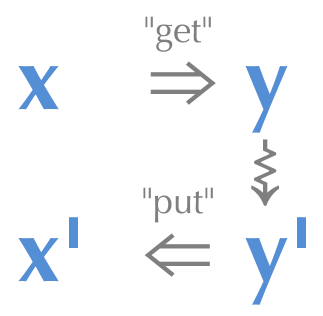 "get"
x ⇒ y
"put"
x' ⇐ y'